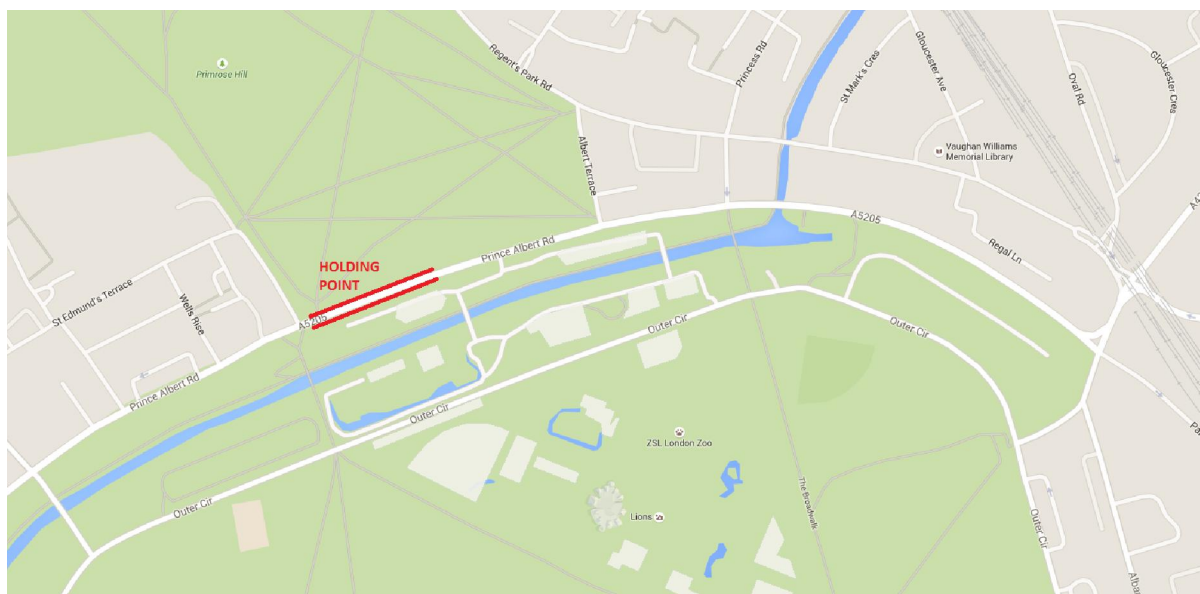 Primrose Hill
Regent's Park Rd
Princess Rd
St Mark's Cres
Gloucester Ave
Oval Rd
Gloucester Cres
Albert Terrace
Vaughan Williams
Memorial Library
A5205
Regal Ln
Prince Albert Rd
HOLDING
POINT
St Edmund's Terrace
Wells Rise
A5205
Prince Albert Rd
Outer Cir
Outer Cir
Outer Cir
ZSL London Zoo
The Broadwalk
Lions
Outer Cir
Outer Cir